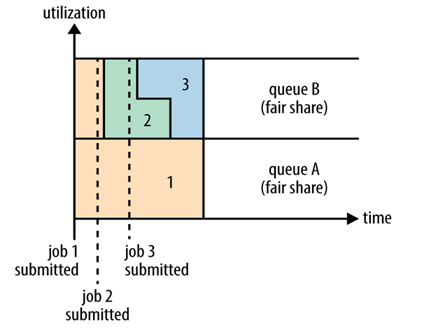 utilization
3
queue B
(fair share)
2
1
queue A
(fair share)
time
job 1
submitted
job 3
submitted
job 2
submitted